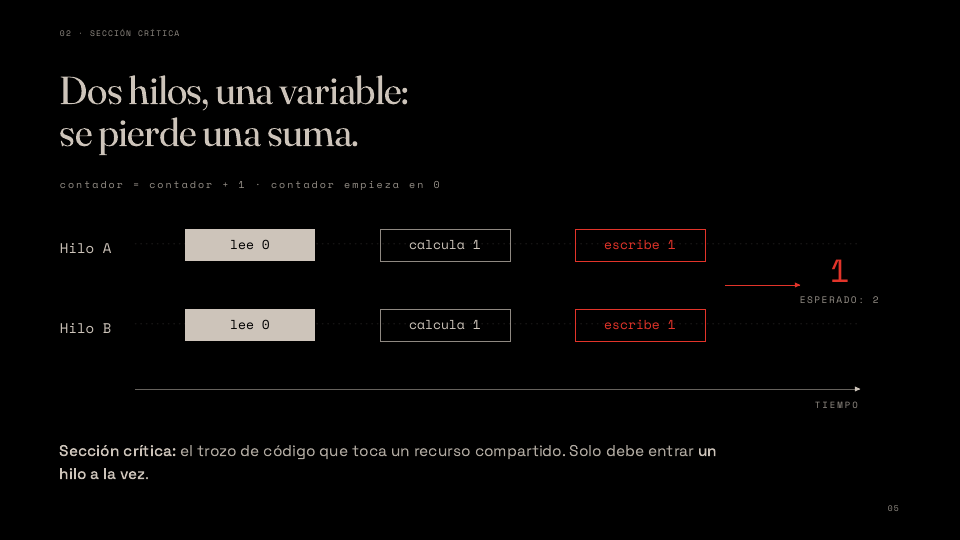 02 · SECCIÓN CRÍTICA
Dos hilos, una variable:
se pierde una suma.
contador = contador + 1 · contador empieza en 0
Hilo A
lee 0
calcula 1
escribe 1
1
ESPERADO: 2
Hilo B
lee 0
calcula 1
escribe 1
TIEMPO
Sección crítica: el trozo de código que toca un recurso compartido. Solo debe entrar un
hilo a la vez.
05